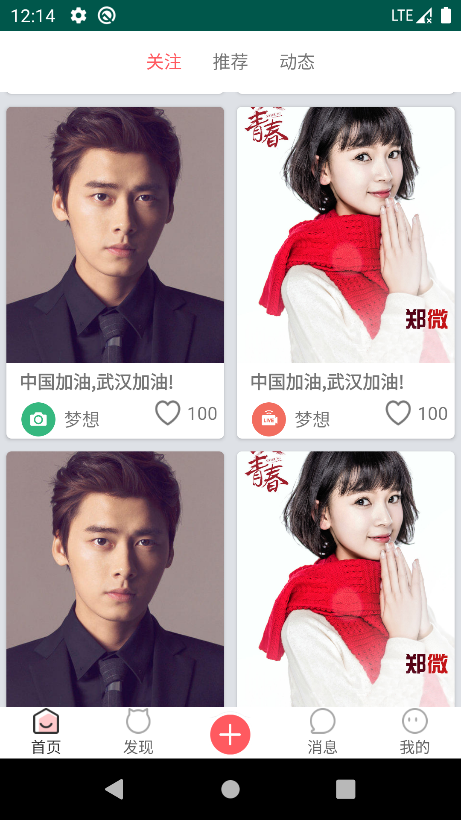 12:14 LTE
关注 推荐 动态
青春
郑微
中国加油,武汉加油!
梦想 100
中国加油,武汉加油!
LIVE 梦想 100
青春
郑微
首页 发现 消息 我的